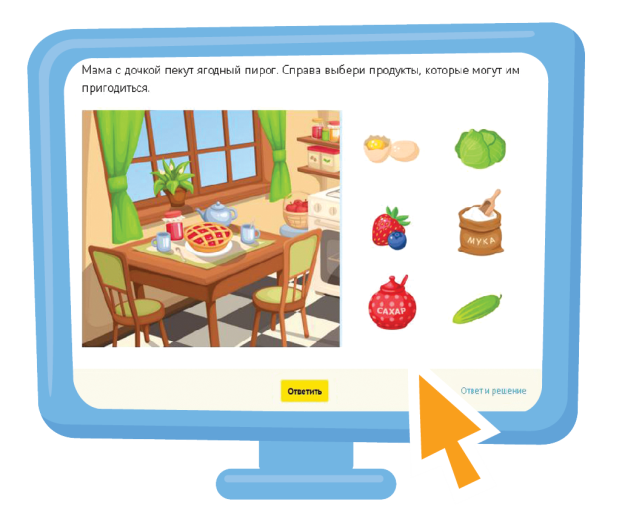 Мама с дочкой пекут ягодный пирог. Справа выбери продукты, которые могут им
пригодиться.
МУКА
САХАР
Ответить
Ответ и решение